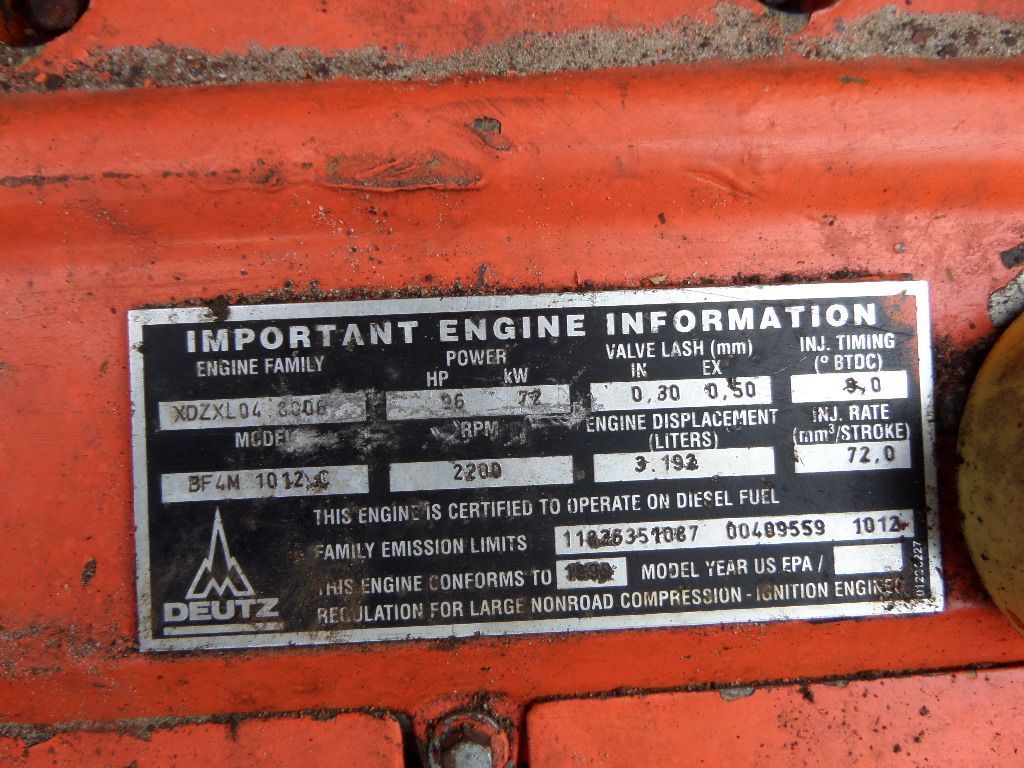 IMPORTANT ENGINE INFORMATION
ENGINE FAMILY POWER VALVE LASH (mm) INJ. TIMING
HP kW IN EX (° BTDC)
96 72 0,30 0,50
ENGINE DISPLACEMENT INJ. RATE
RPM (LITERS) (mm³/STROKE)
BF4M 1012 C 2200 3.192 72,0
THIS ENGINE IS CERTIFIED TO OPERATE ON DIESEL FUEL
FAMILY EMISSION LIMITS 00489559 1012
THIS ENGINE CONFORMS TO MODEL YEAR US EPA /
DEUTZ REGULATION FOR LARGE NONROAD COMPRESSION - IGNITION ENGINES